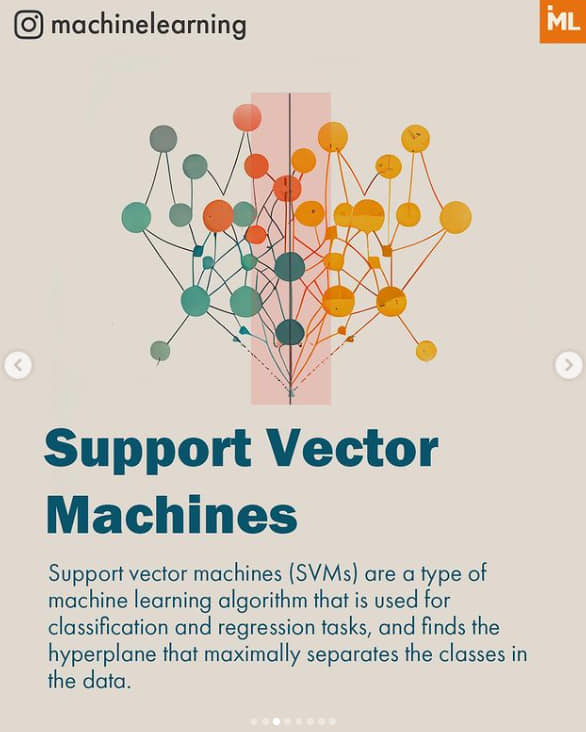 machinelearning
iML
Support Vector
Machines
Support vector machines (SVMs) are a type of
machine learning algorithm that is used for
classification and regression tasks, and finds the
hyperplane that maximally separates the classes in
the data.